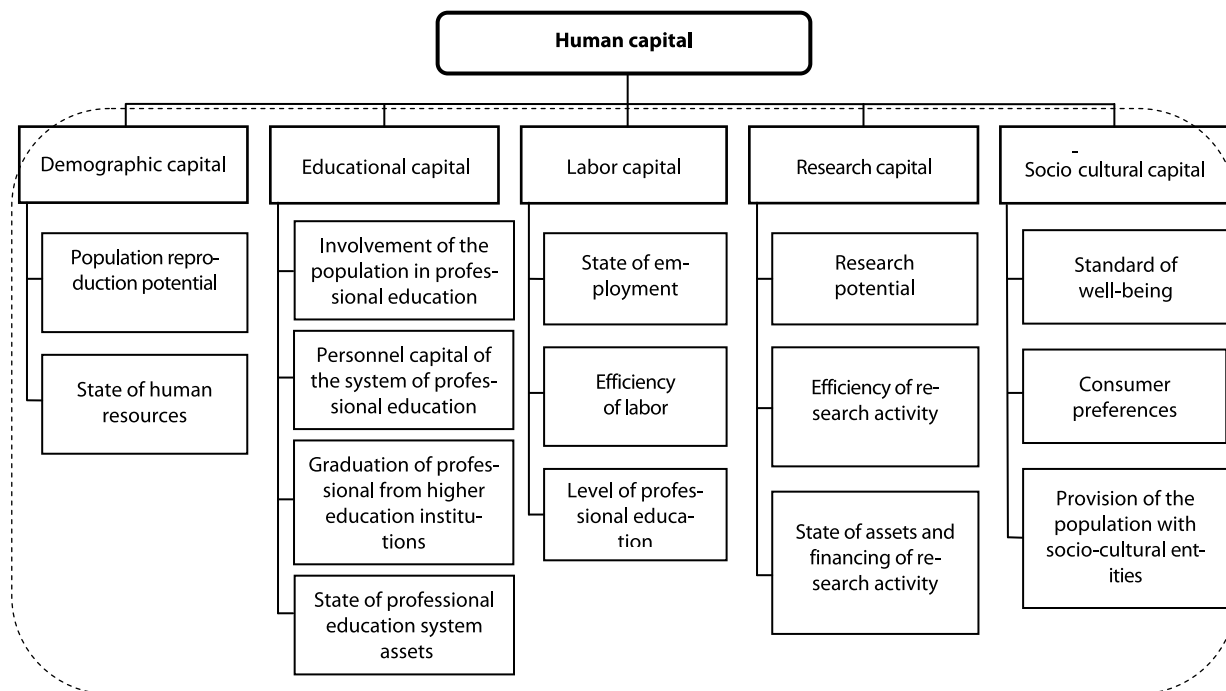 Human capital
Demographic capital
Population repro-
duction potential
State of human
resources
Educational capital
Involvement of the
population in profes-
sional education
Personnel capital of
the system of profes-
sional education
Graduation of profes-
sional from higher
education institu-
tions
State of professional
education system
assets
Labor capital
State of em-
ployment
Efficiency
of labor
Level of profes-
sional educa-
tion
Research capital
Research
potential
Efficiency of re-
search activity
State of assets and
financing of re-
search activity
Socio-cultural capital
Standard of
well-being
Consumer
preferences
Provision of the
population with
socio-cultural ent-
ities